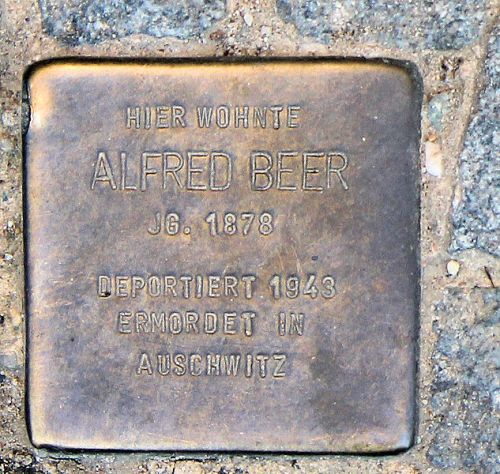 HIER WOHNTE
ALFRED BEER
JG. 1878
DEPORTIERT 1943
ERMORDET IN
AUSCHWITZ